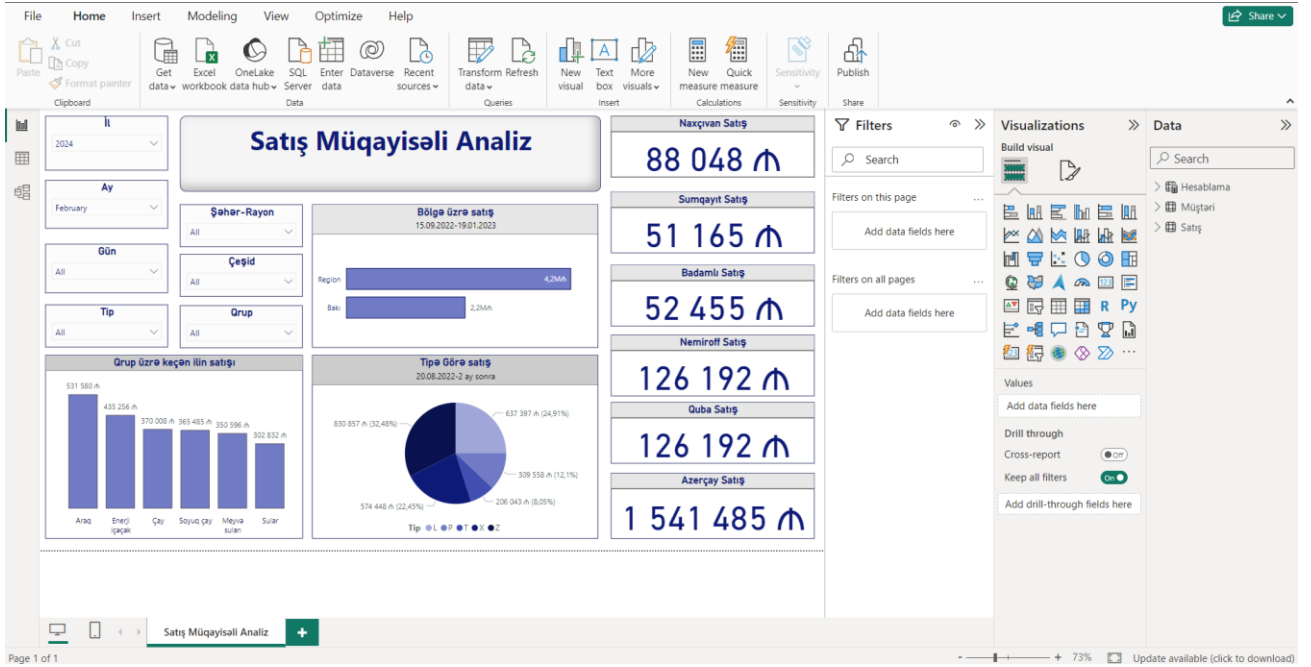 File Home Insert Modeling View Optimize Help
Share
Paste
Cut
Copy
Format painter
Clipboard
Get data
Excel workbook
OneLake data hub
SQL Server
Enter data
Dataverse
Recent sources
Data
Transform data
Refresh
Queries
New visual
Text box
More visuals
Insert
New measure
Quick measure
Calculations
Sensitivity
Sensitivity
Publish
Share
İl
2024
Ay
February
Gün
All
Tip
All
Satış Müqayisəli Analiz
Şəhər-Rayon
All
Çeşid
All
Qrup
All
Bölgə üzrə satış
15.09.2022-19.01.2023
Region 4,2M₼
Bakı 2,2M₼
Qrup üzrə keçən ilin satışı
531 580 ₼
435 256 ₼
370 008 ₼
365 485 ₼
350 596 ₼
302 832 ₼
Araq
Enerji içəçək
Çay
Soyuq çay
Meyvə suları
Sular
Tipə Görə satış
20.08.2022-2 ay sonra
830 857 ₼ (32,48%)
637 397 ₼ (24,91%)
309 558 ₼ (12,1%)
206 043 ₼ (8,05%)
574 448 ₼ (22,45%)
Tip L P T X Z
Naxçıvan Satış
88 048 ₼
Sumqayıt Satış
51 165 ₼
Badamlı Satış
52 455 ₼
Nemiroff Satış
126 192 ₼
Quba Satış
126 192 ₼
Azerçay Satış
1 541 485 ₼
Filters
Search
Filters on this page ...
Add data fields here
Filters on all pages ...
Add data fields here
Visualizations
Build visual
123
R Py
...
Values
Add data fields here
Drill through
Cross-report Off
Keep all filters On
Add drill-through fields here
Data
Search
Hesablama
Müştəri
Satış
Satış Müqayisəli Analiz
+
Page 1 of 1
- + 73%
Update available (click to download)